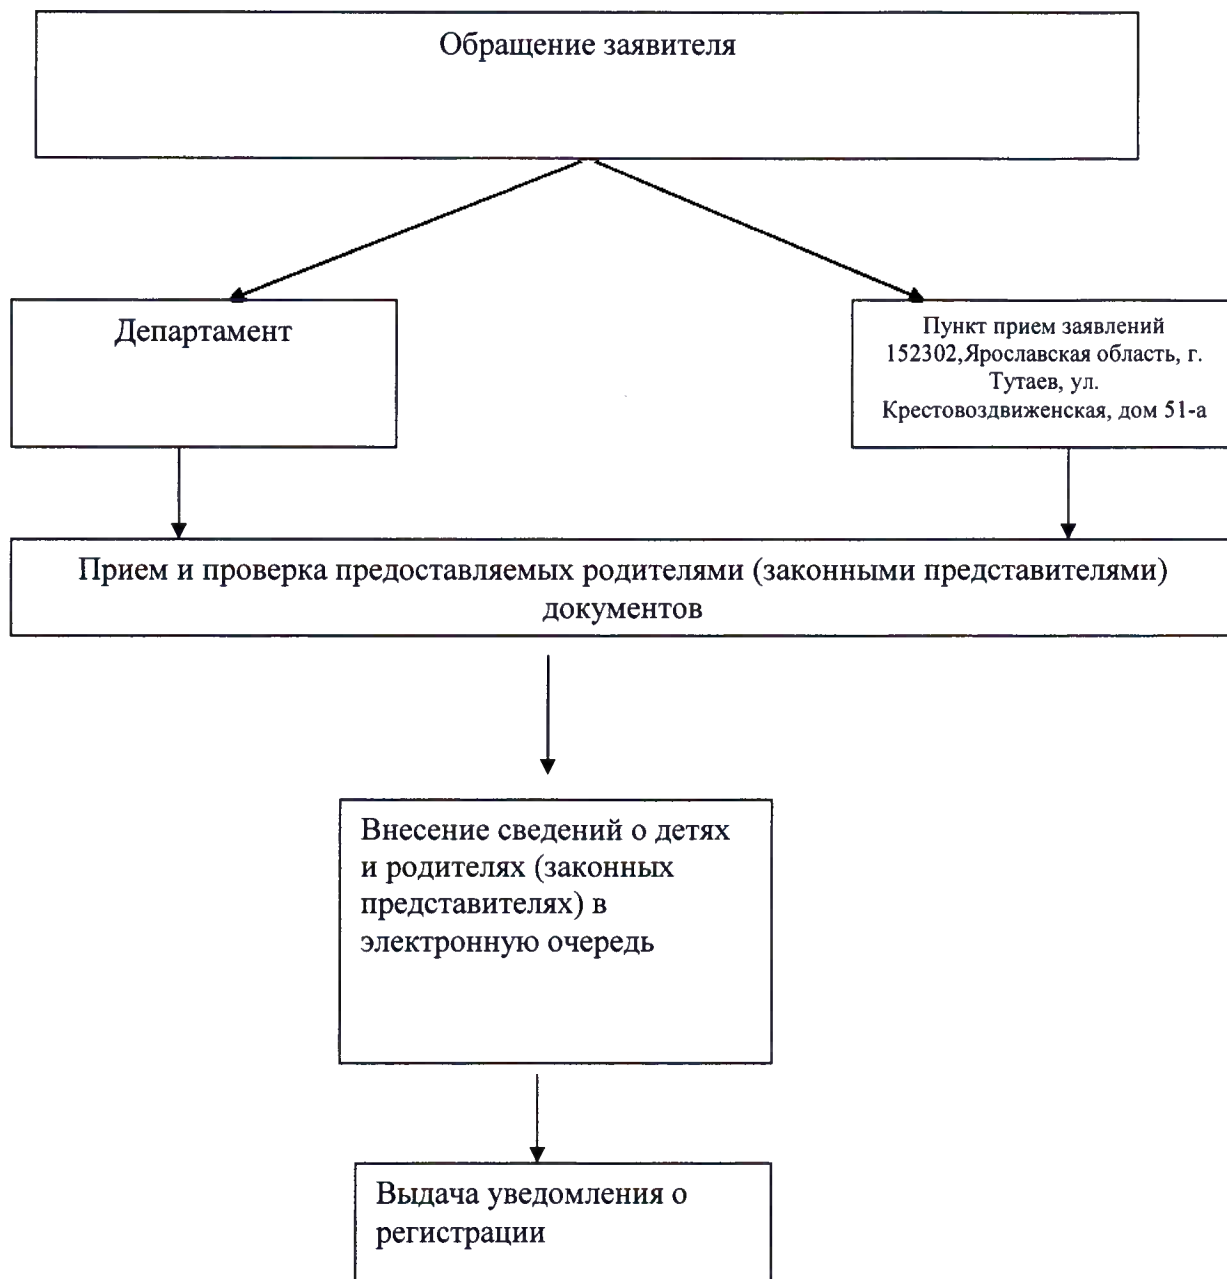 Обращение заявителя
Департамент
Пункт прием заявлений
152302,Ярославская область, г.
Тутаев, ул.
Крестовоздвиженская, дом 51-а
Прием и проверка предоставляемых родителями (законными представителями)
документов
Внесение сведений о детях
и родителях (законных
представителях) в
электронную очередь
Выдача уведомления о
регистрации